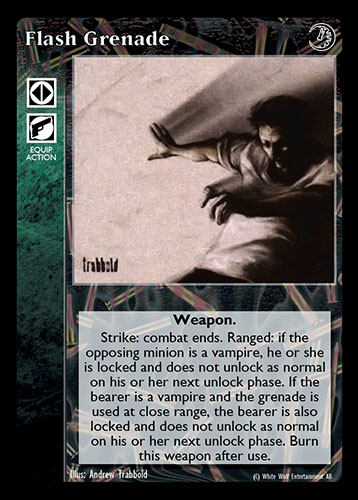 Flash Grenade
EQUIP
ACTION
trabbold
Weapon.
Strike: combat ends. Ranged: if the
opposing minion is a vampire, he or she
is locked and does not unlock as normal
on his or her next unlock phase. If the
bearer is a vampire and the grenade is
used at close range, the bearer is also
locked and does not unlock as normal
on his or her next unlock phase. Burn
this weapon after use.
Illus: Andrew Trabbold
(C) White Wolf Entertainment AB